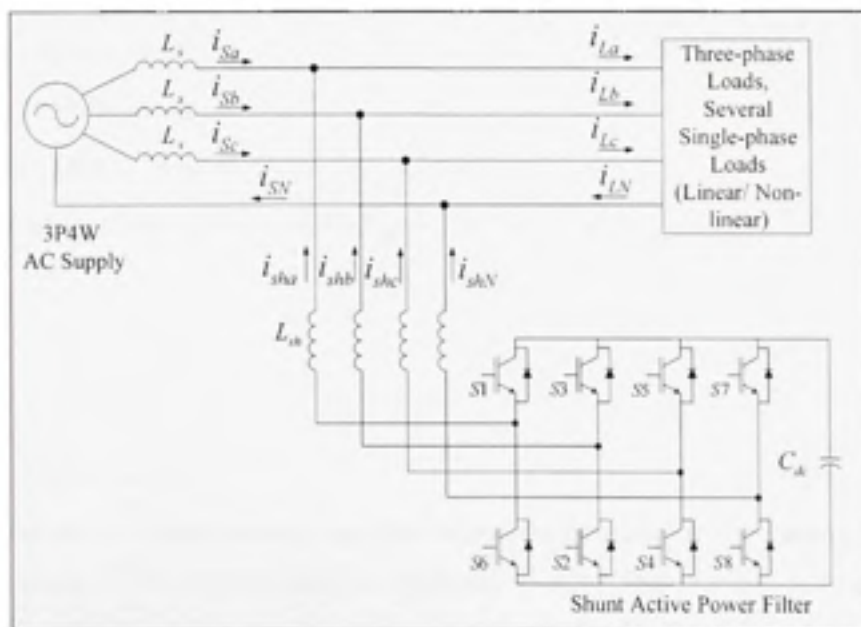 L_s
i_Sa
i_La
L_s
i_Sb
i_Lb
L_s
i_Sc
i_Lc
i_SN
i_LN
Three-phase
Loads,
Several
Single-phase
Loads
(Linear/ Non-
linear)
3P4W
AC Supply
i_sha
i_shb
i_shc
i_shN
L_sh
S1
S3
S5
S7
C_dc
S6
S2
S4
S8
Shunt Active Power Filter